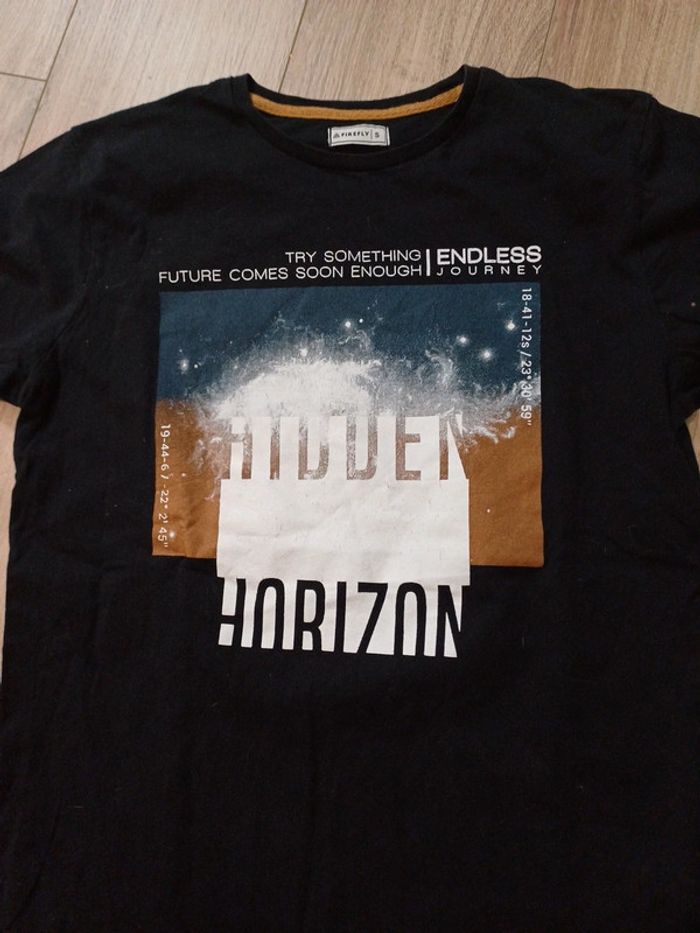 FIREFLY S
TRY SOMETHING
FUTURE COMES SOON ENOUGH
ENDLESS
JOURNEY
18-41-12s / 23° 30' 59"
HIDDEN
19-44-6 / -22° 2' 45"
HORIZON